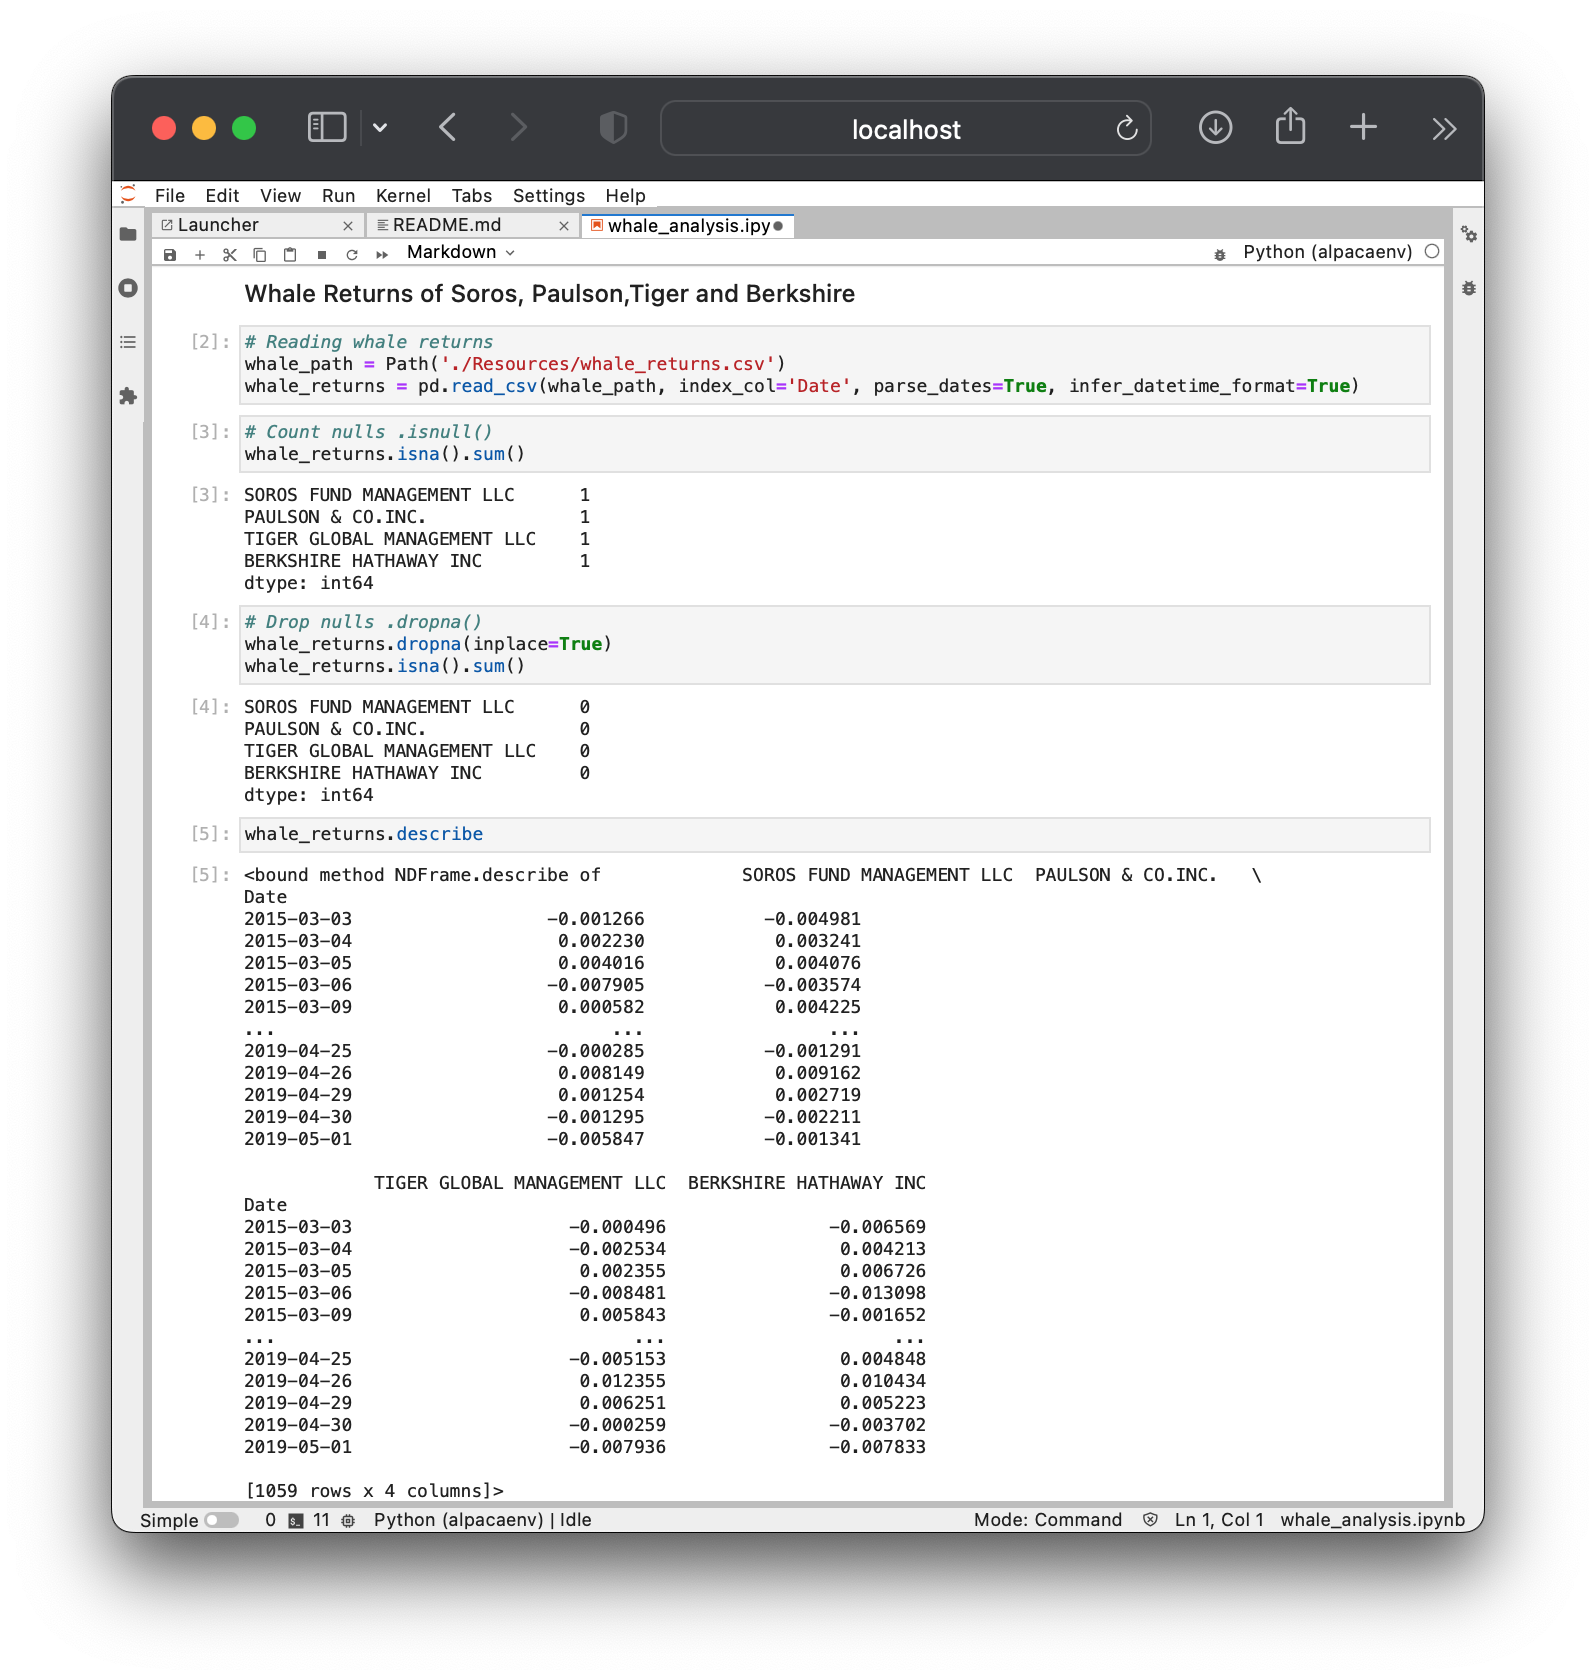 localhost
File Edit View Run Kernel Tabs Settings Help
Launcher README.md whale_analysis.ipy
Markdown Python (alpacaenv)
Whale Returns of Soros, Paulson,Tiger and Berkshire
[2]: # Reading whale returns
whale_path = Path('./Resources/whale_returns.csv')
whale_returns = pd.read_csv(whale_path, index_col='Date', parse_dates=True, infer_datetime_format=True)
[3]: # Count nulls .isnull()
whale_returns.isna().sum()
[3]: SOROS FUND MANAGEMENT LLC 1
PAULSON & CO.INC. 1
TIGER GLOBAL MANAGEMENT LLC 1
BERKSHIRE HATHAWAY INC 1
dtype: int64
[4]: # Drop nulls .dropna()
whale_returns.dropna(inplace=True)
whale_returns.isna().sum()
[4]: SOROS FUND MANAGEMENT LLC 0
PAULSON & CO.INC. 0
TIGER GLOBAL MANAGEMENT LLC 0
BERKSHIRE HATHAWAY INC 0
dtype: int64
[5]: whale_returns.describe
[5]: <bound method NDFrame.describe of SOROS FUND MANAGEMENT LLC PAULSON & CO.INC. \
Date
2015-03-03 -0.001266 -0.004981
2015-03-04 0.002230 0.003241
2015-03-05 0.004016 0.004076
2015-03-06 -0.007905 -0.003574
2015-03-09 0.000582 0.004225
... ... ...
2019-04-25 -0.000285 -0.001291
2019-04-26 0.008149 0.009162
2019-04-29 0.001254 0.002719
2019-04-30 -0.001295 -0.002211
2019-05-01 -0.005847 -0.001341
TIGER GLOBAL MANAGEMENT LLC BERKSHIRE HATHAWAY INC
Date
2015-03-03 -0.000496 -0.006569
2015-03-04 -0.002534 0.004213
2015-03-05 0.002355 0.006726
2015-03-06 -0.008481 -0.013098
2015-03-09 0.005843 -0.001652
... ... ...
2019-04-25 -0.005153 0.004848
2019-04-26 0.012355 0.010434
2019-04-29 0.006251 0.005223
2019-04-30 -0.000259 -0.003702
2019-05-01 -0.007936 -0.007833
[1059 rows x 4 columns]>
Simple 0 11 Python (alpacaenv) | Idle Mode: Command Ln 1, Col 1 whale_analysis.ipynb